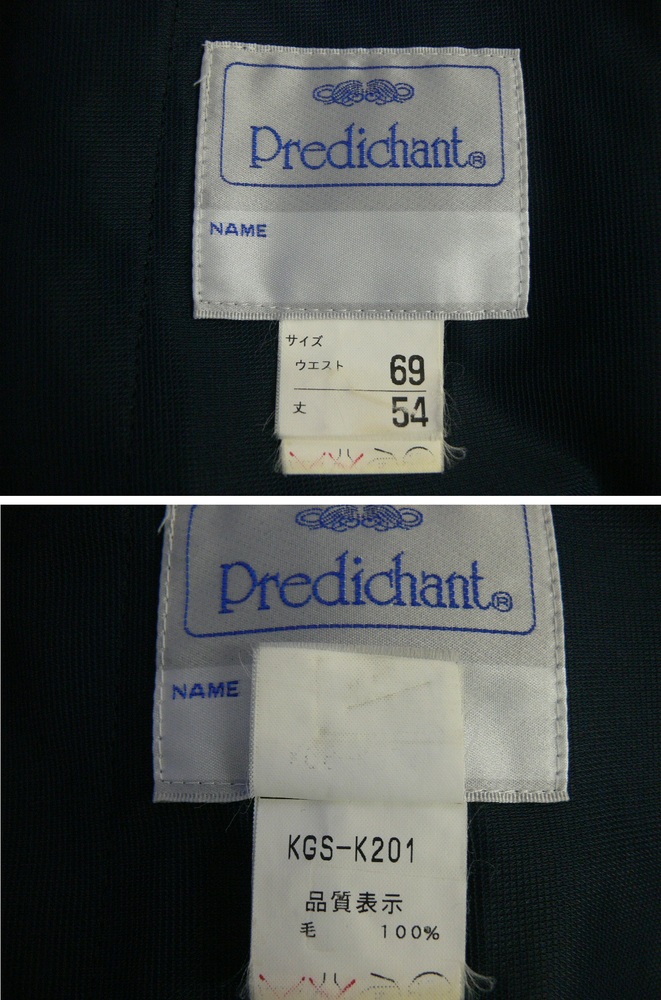 Predichant®
NAME
サイズ
ウエスト 69
丈 54
Predichant®
NAME
KGS-K201
品質表示
毛 100%